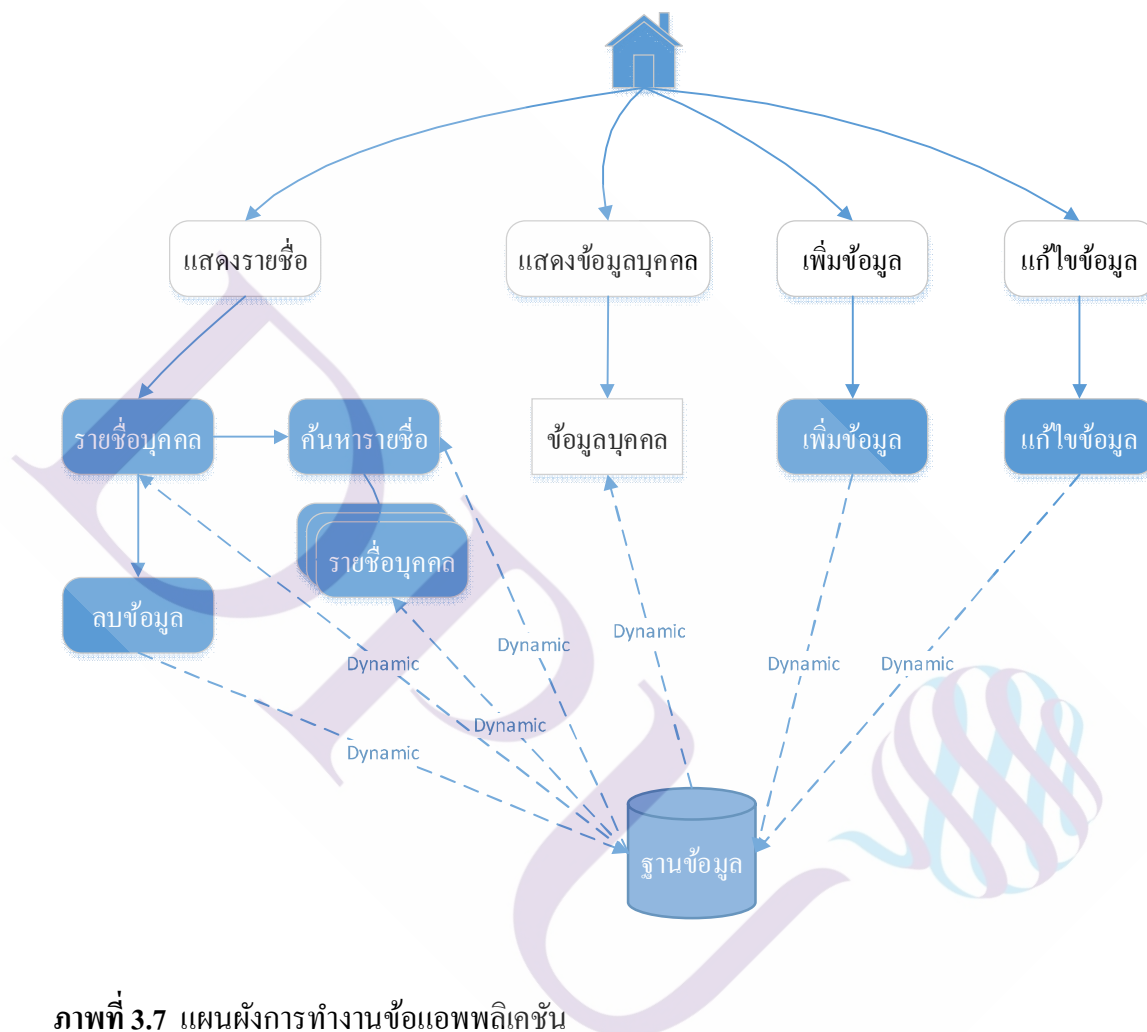 แสดงรายชื่อ
แสดงข้อมูลบุคคล
เพิ่มข้อมูล
แก้ไขข้อมูล
รายชื่อบุคคล
ค้นหารายชื่อ
ข้อมูลบุคคล
เพิ่มข้อมูล
แก้ไขข้อมูล
รายชื่อบุคคล
ลบข้อมูล
Dynamic
Dynamic
Dynamic
Dynamic
Dynamic
Dynamic
Dynamic
ฐานข้อมูล
DPU
ภาพที่ 3.7 แผนผังการทำงานข้อแอพพลิเคชัน